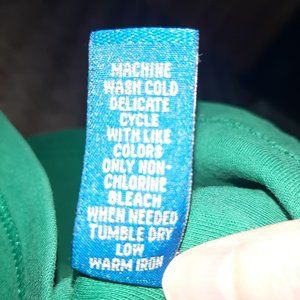 MACHINE
WASH COLD
DELICATE
CYCLE
WITH LIKE
COLORS
ONLY NON-
CHLORINE
BLEACH
WHEN NEEDED
TUMBLE DRY
LOW
WARM IRON